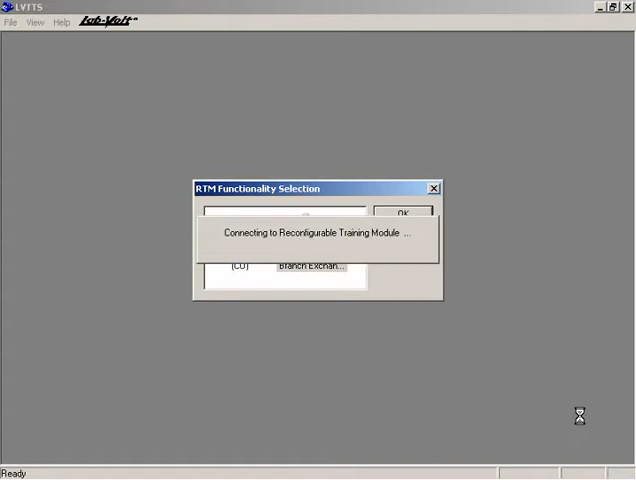 LVTTS
File View Help Lab-Volt
RTM Functionality Selection
OK
Connecting to Reconfigurable Training Module ...
(CO) Branch Exchan...
Ready